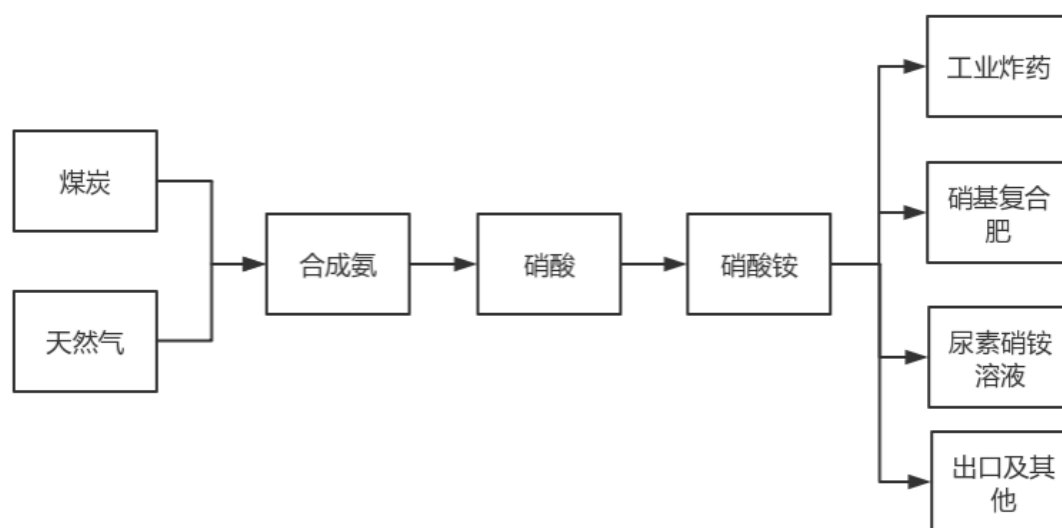 煤炭
天然气
合成氨
硝酸
硝酸铵
工业炸药
硝基复合
肥
尿素硝铵
溶液
出口及其
他